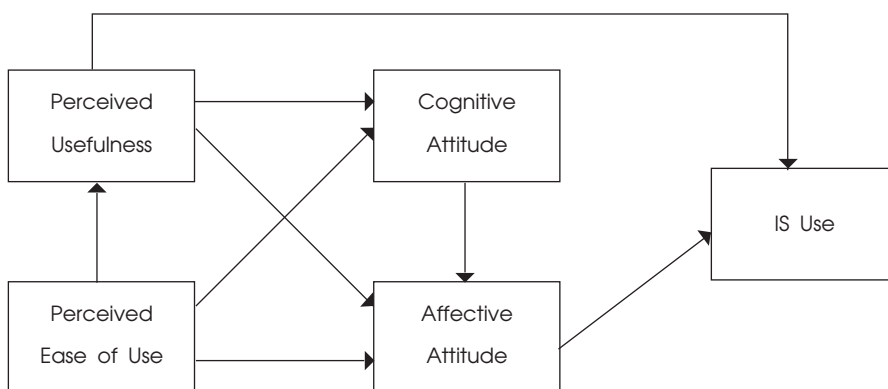 Perceived
Usefulness
Cognitive
Attitude
IS Use
Perceived
Ease of Use
Affective
Attitude